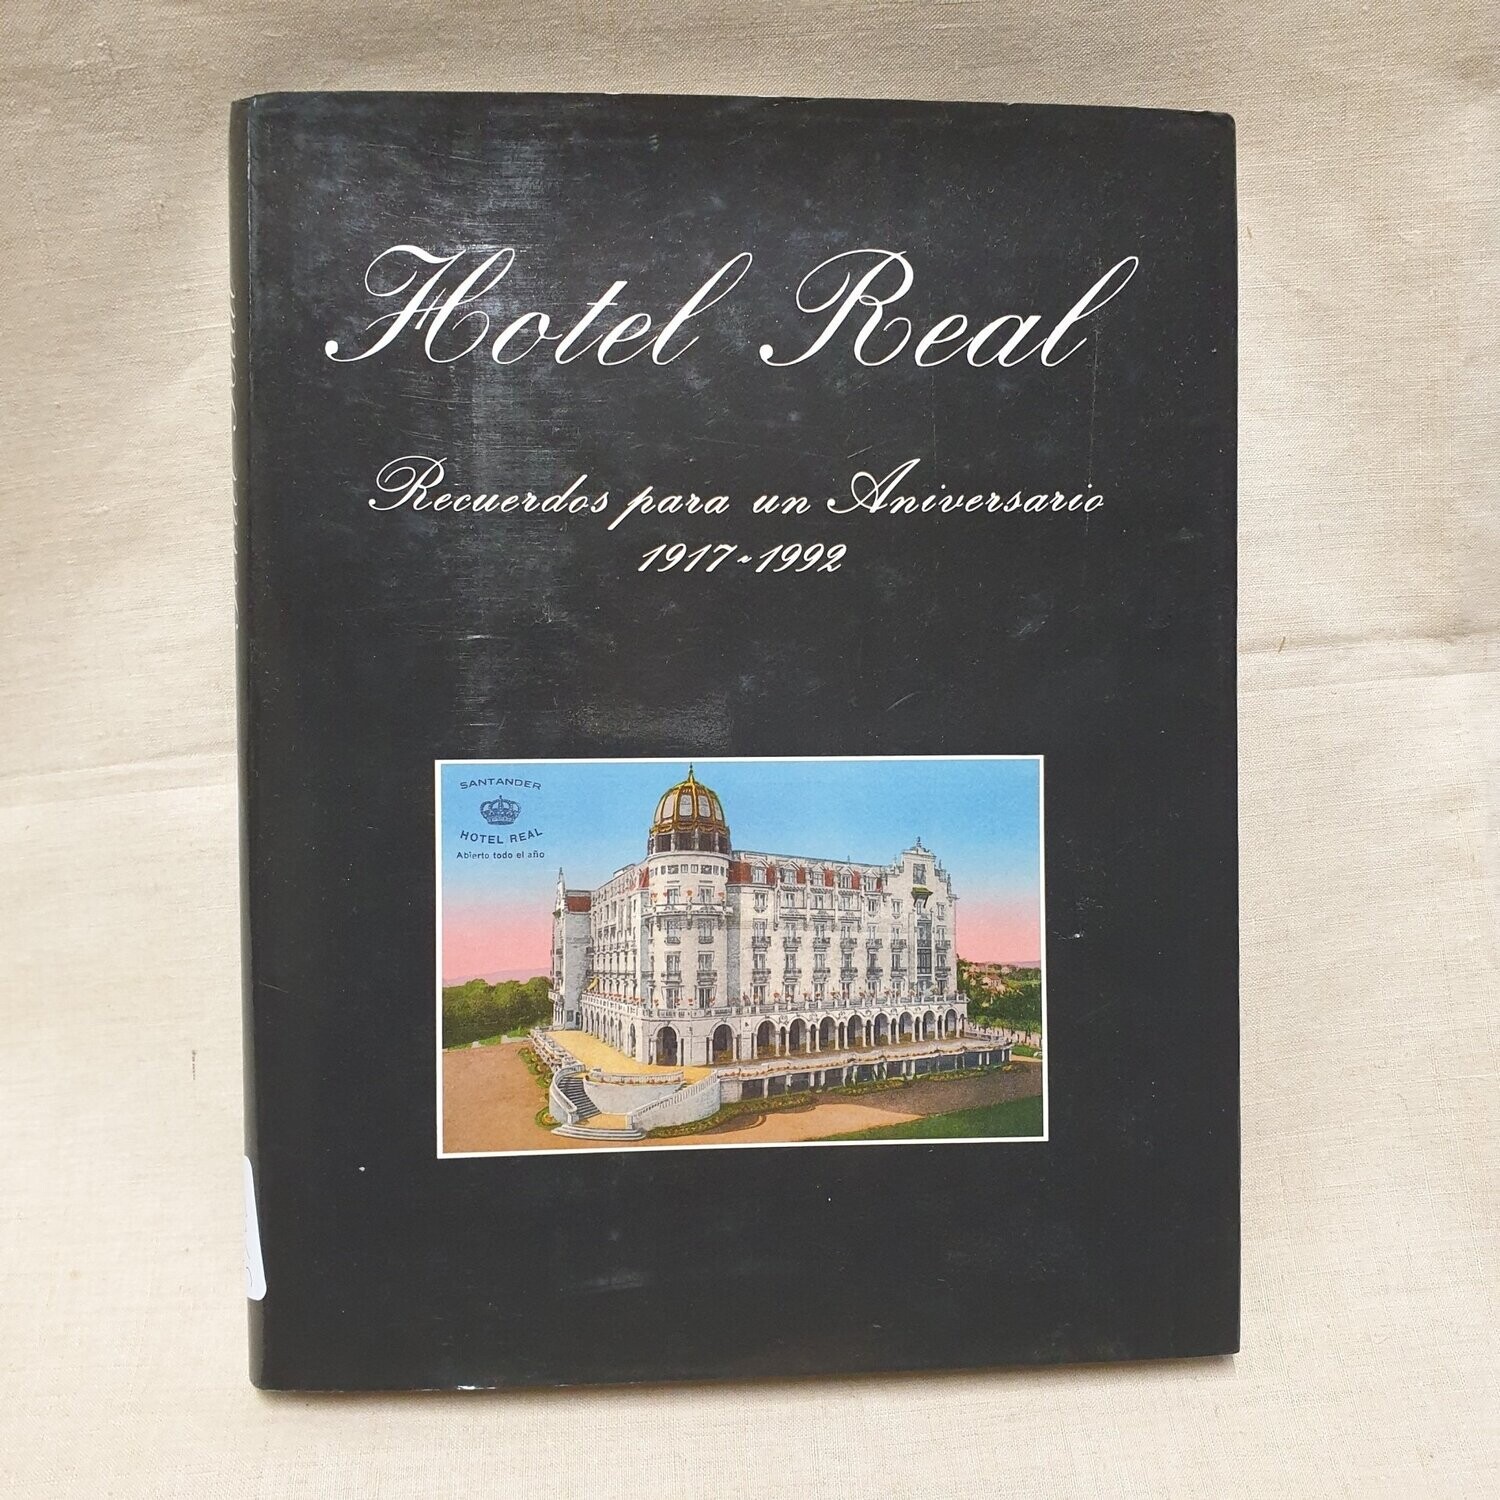 Hotel Real
Recuerdos para un Aniversario
1917-1992
SANTANDER
HOTEL REAL
Abierto todo el año